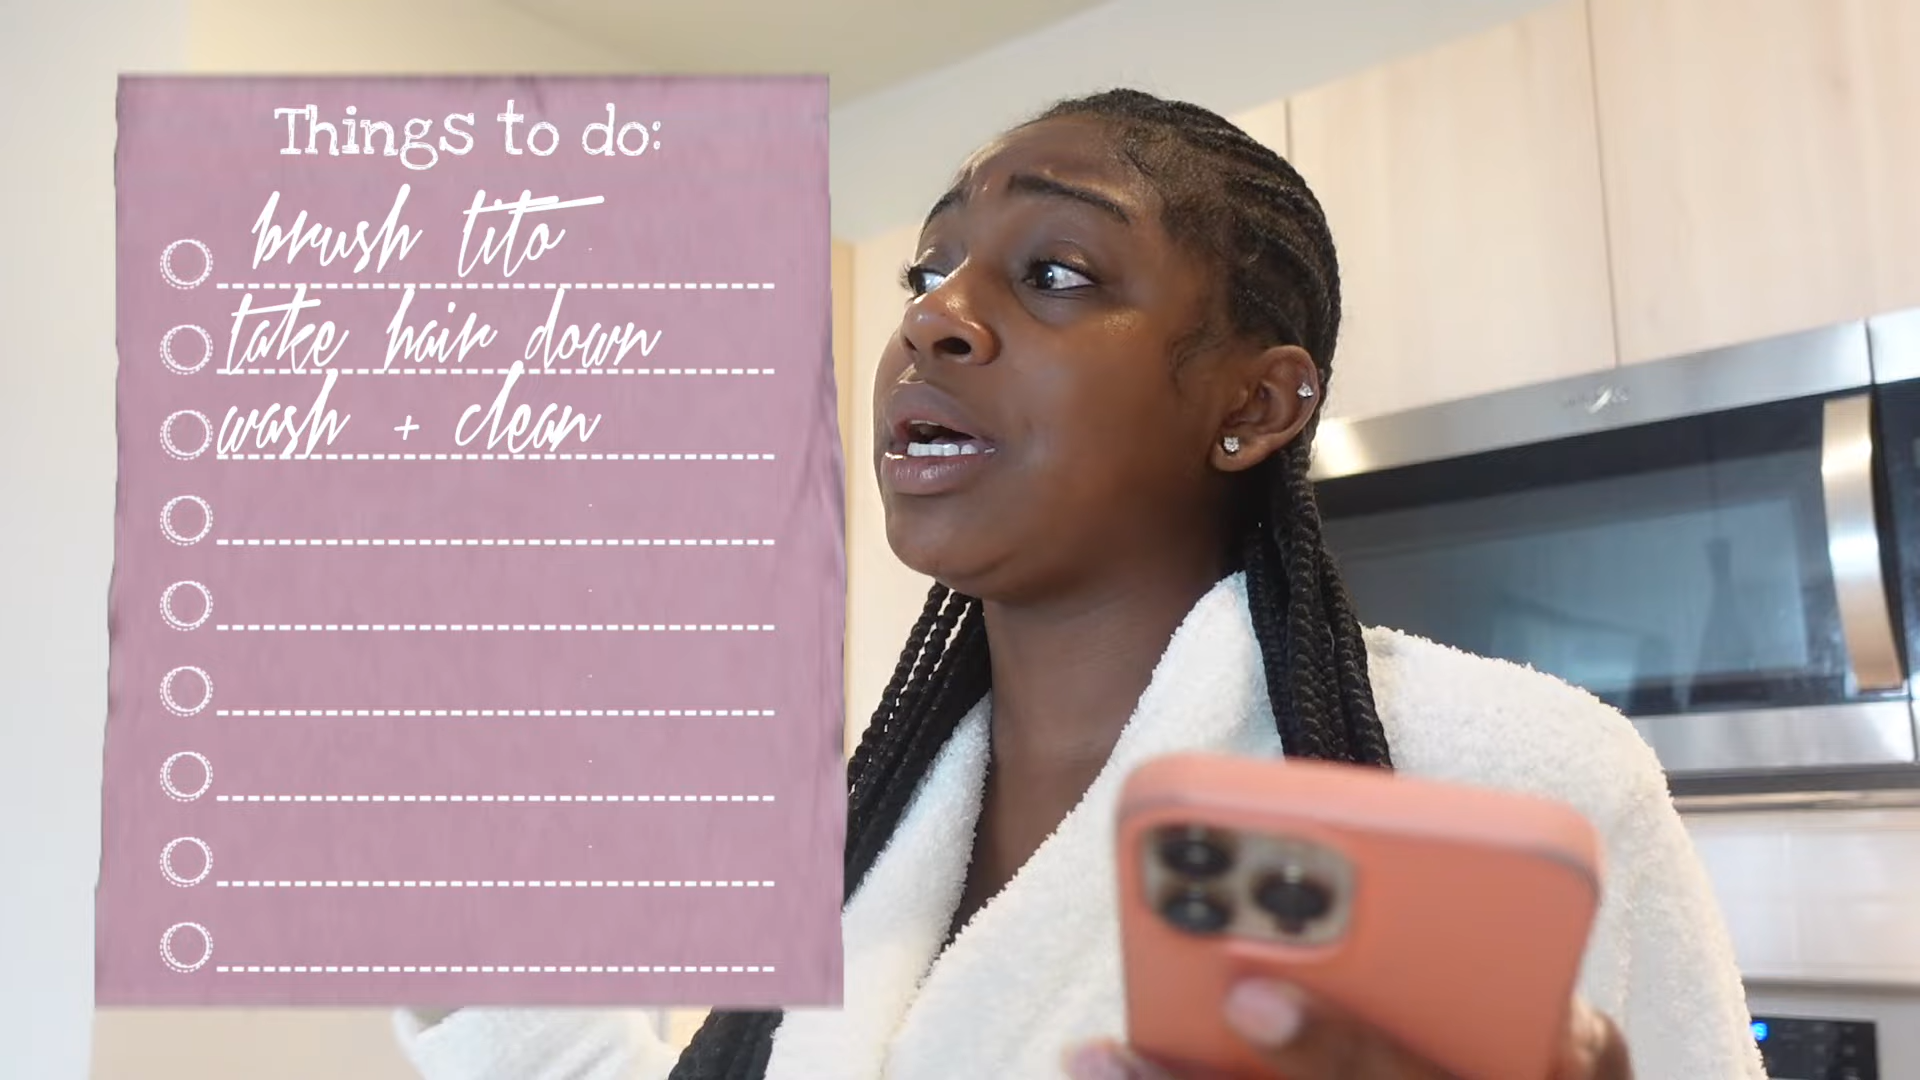 Things to do:
brush tito
take hair down
wash + clean